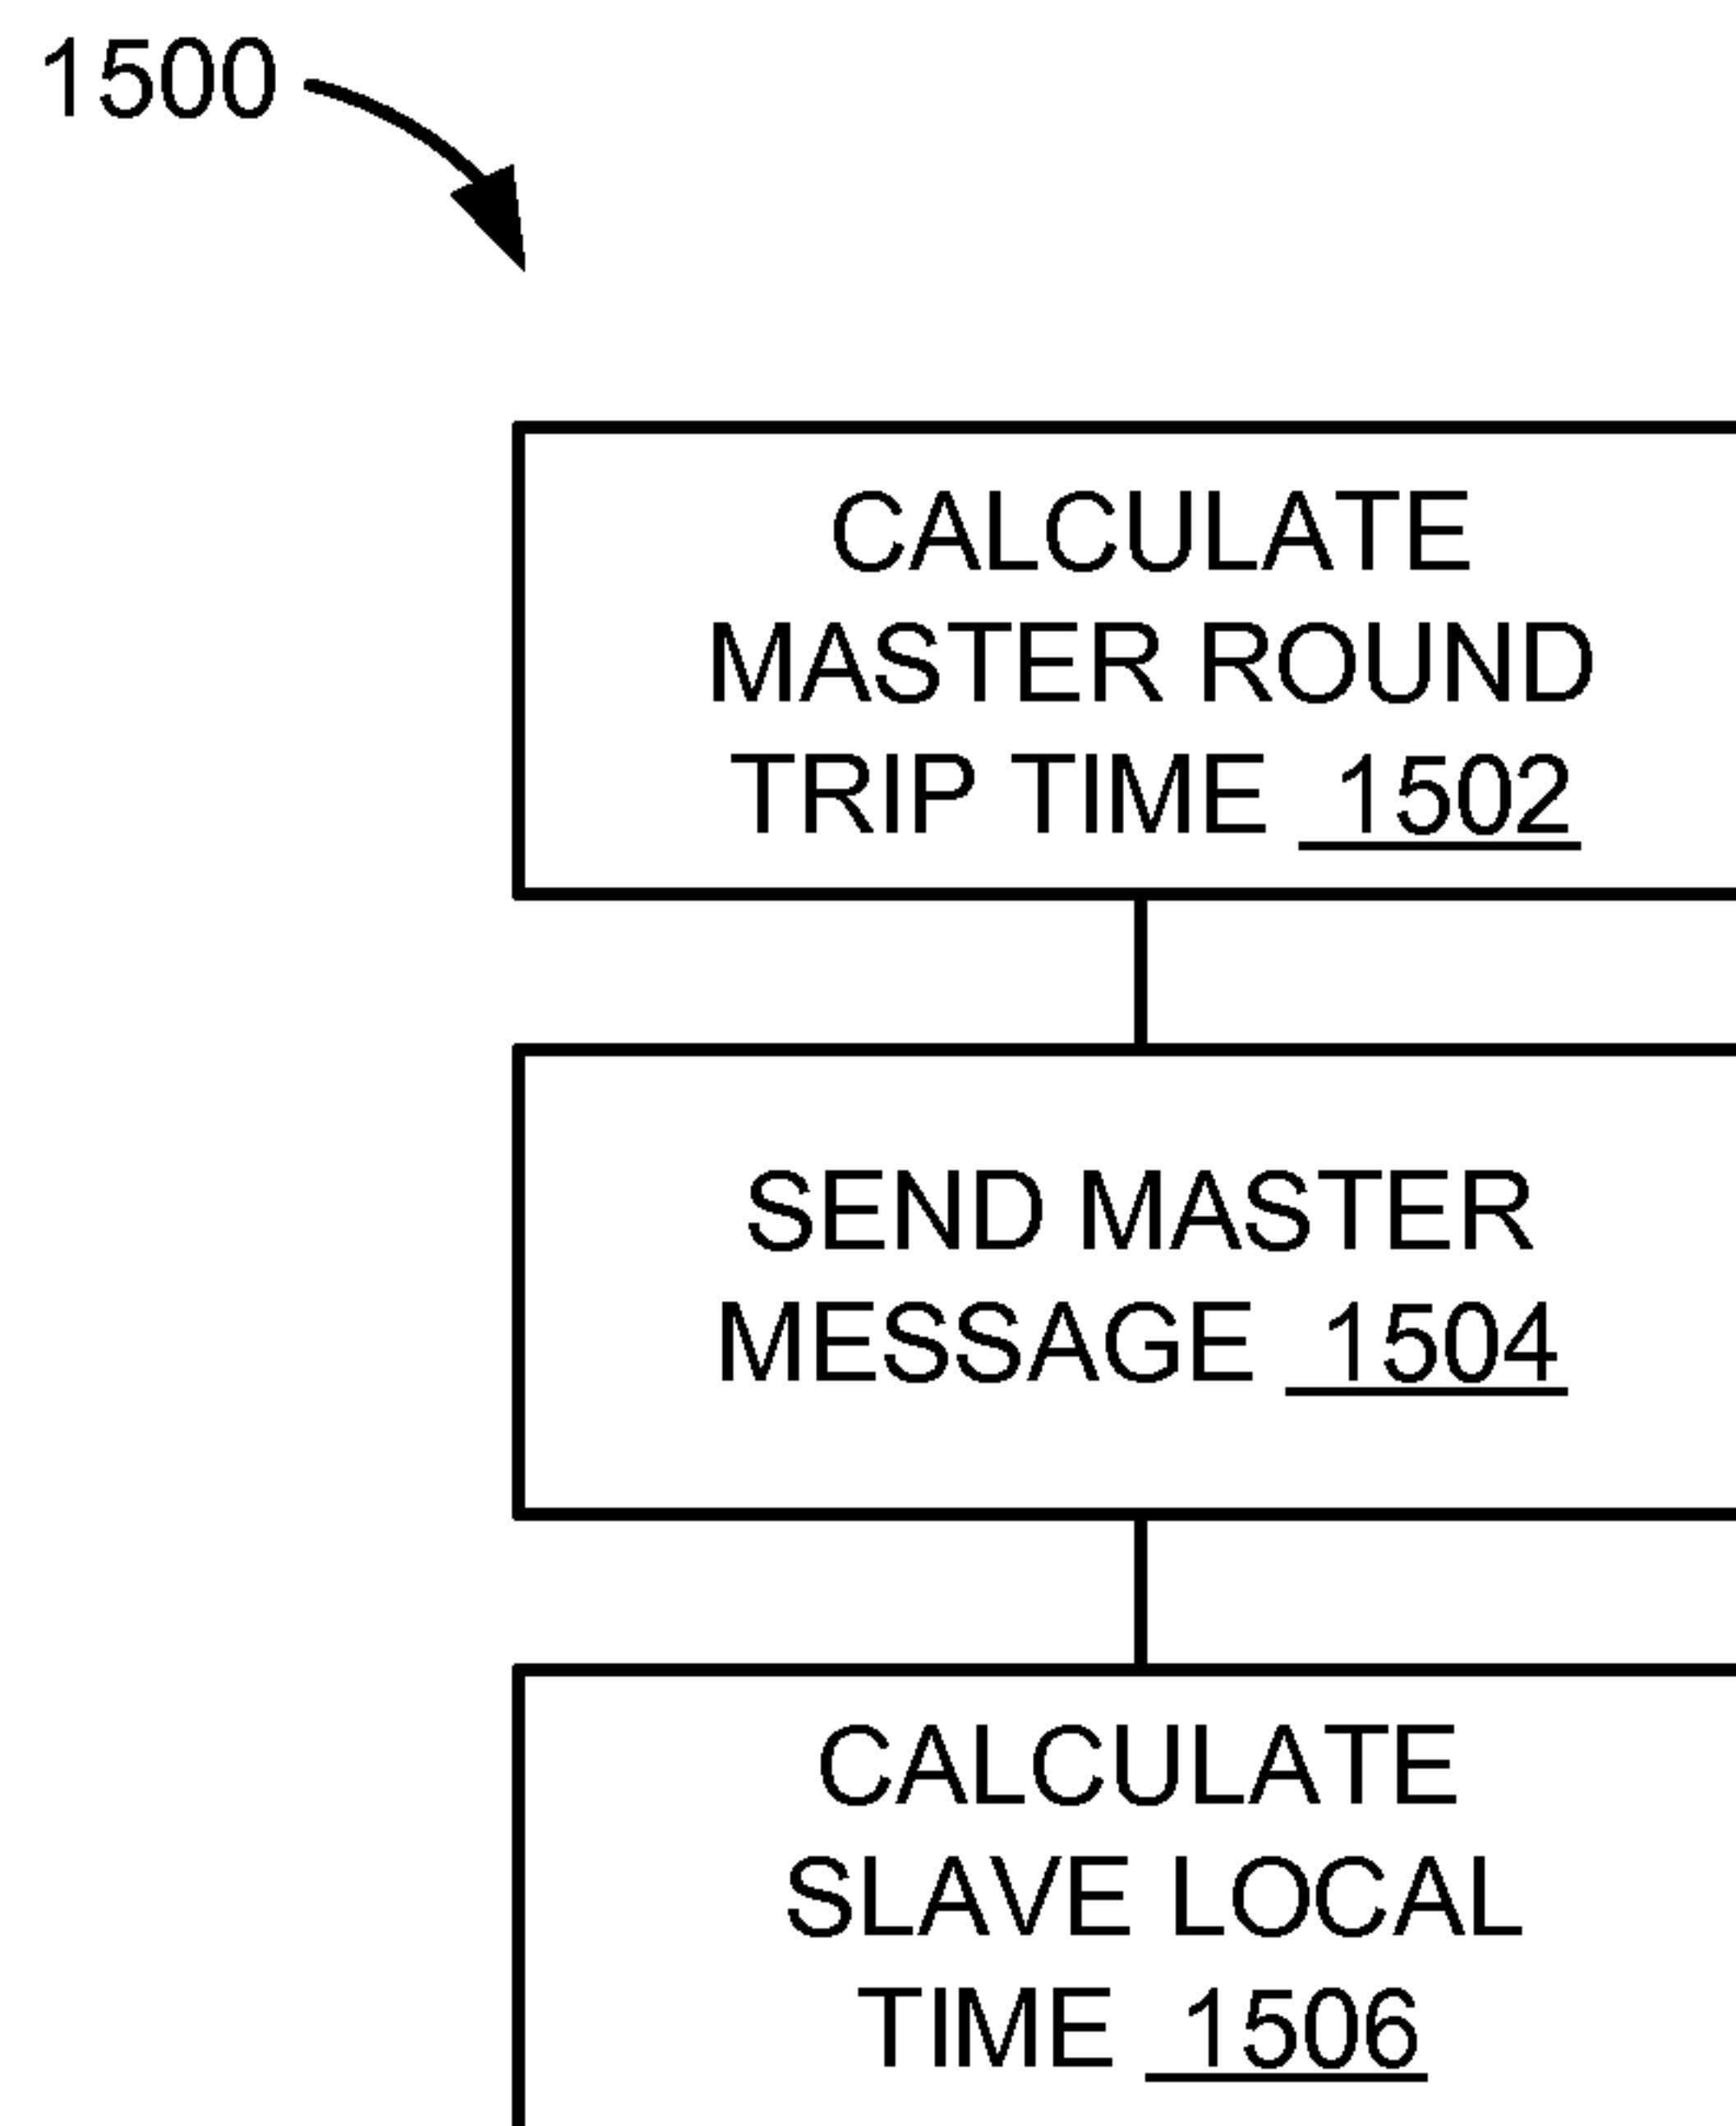 1500
CALCULATE
MASTER ROUND
TRIP TIME 1502
SEND MASTER
MESSAGE 1504
CALCULATE
SLAVE LOCAL
TIME 1506